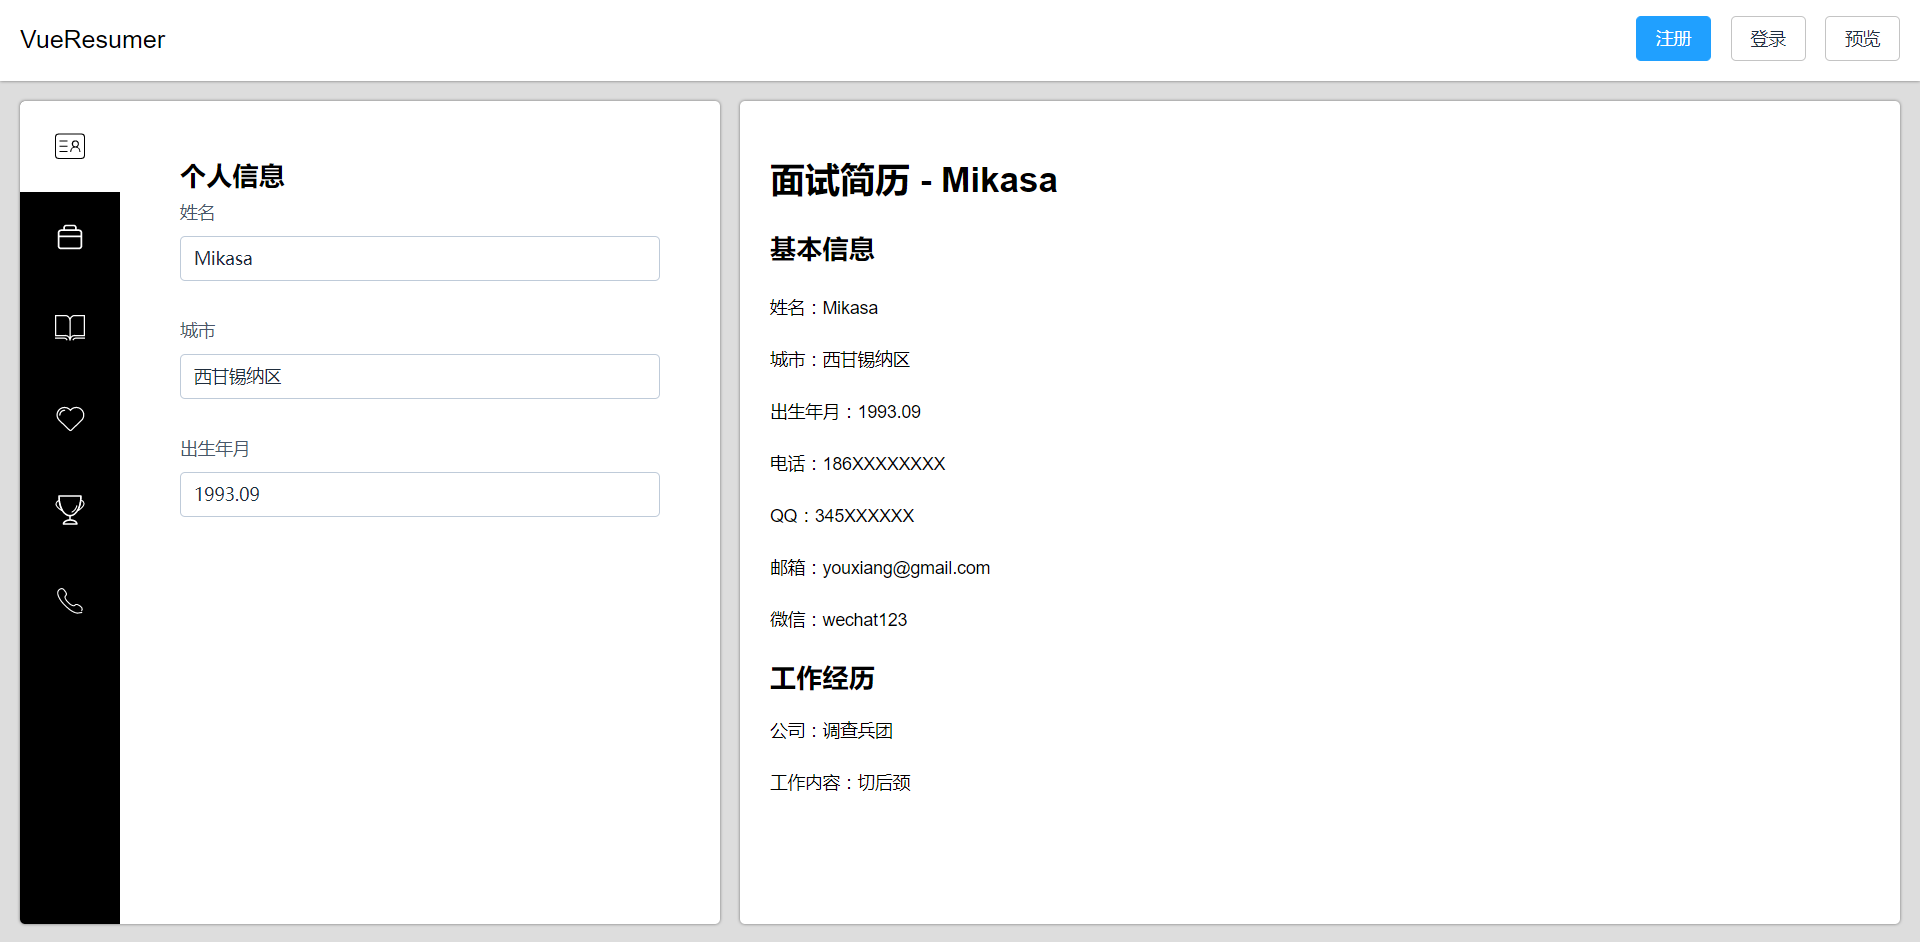 VueResumer
注册
登录
预览
个人信息
姓名
Mikasa
城市
西甘锡纳区
出生年月
1993.09
面试简历 - Mikasa
基本信息
姓名：Mikasa
城市：西甘锡纳区
出生年月：1993.09
电话：186XXXXXXXX
QQ：345XXXXXX
邮箱：youxiang@gmail.com
微信：wechat123
工作经历
公司：调查兵团
工作内容：切后颈